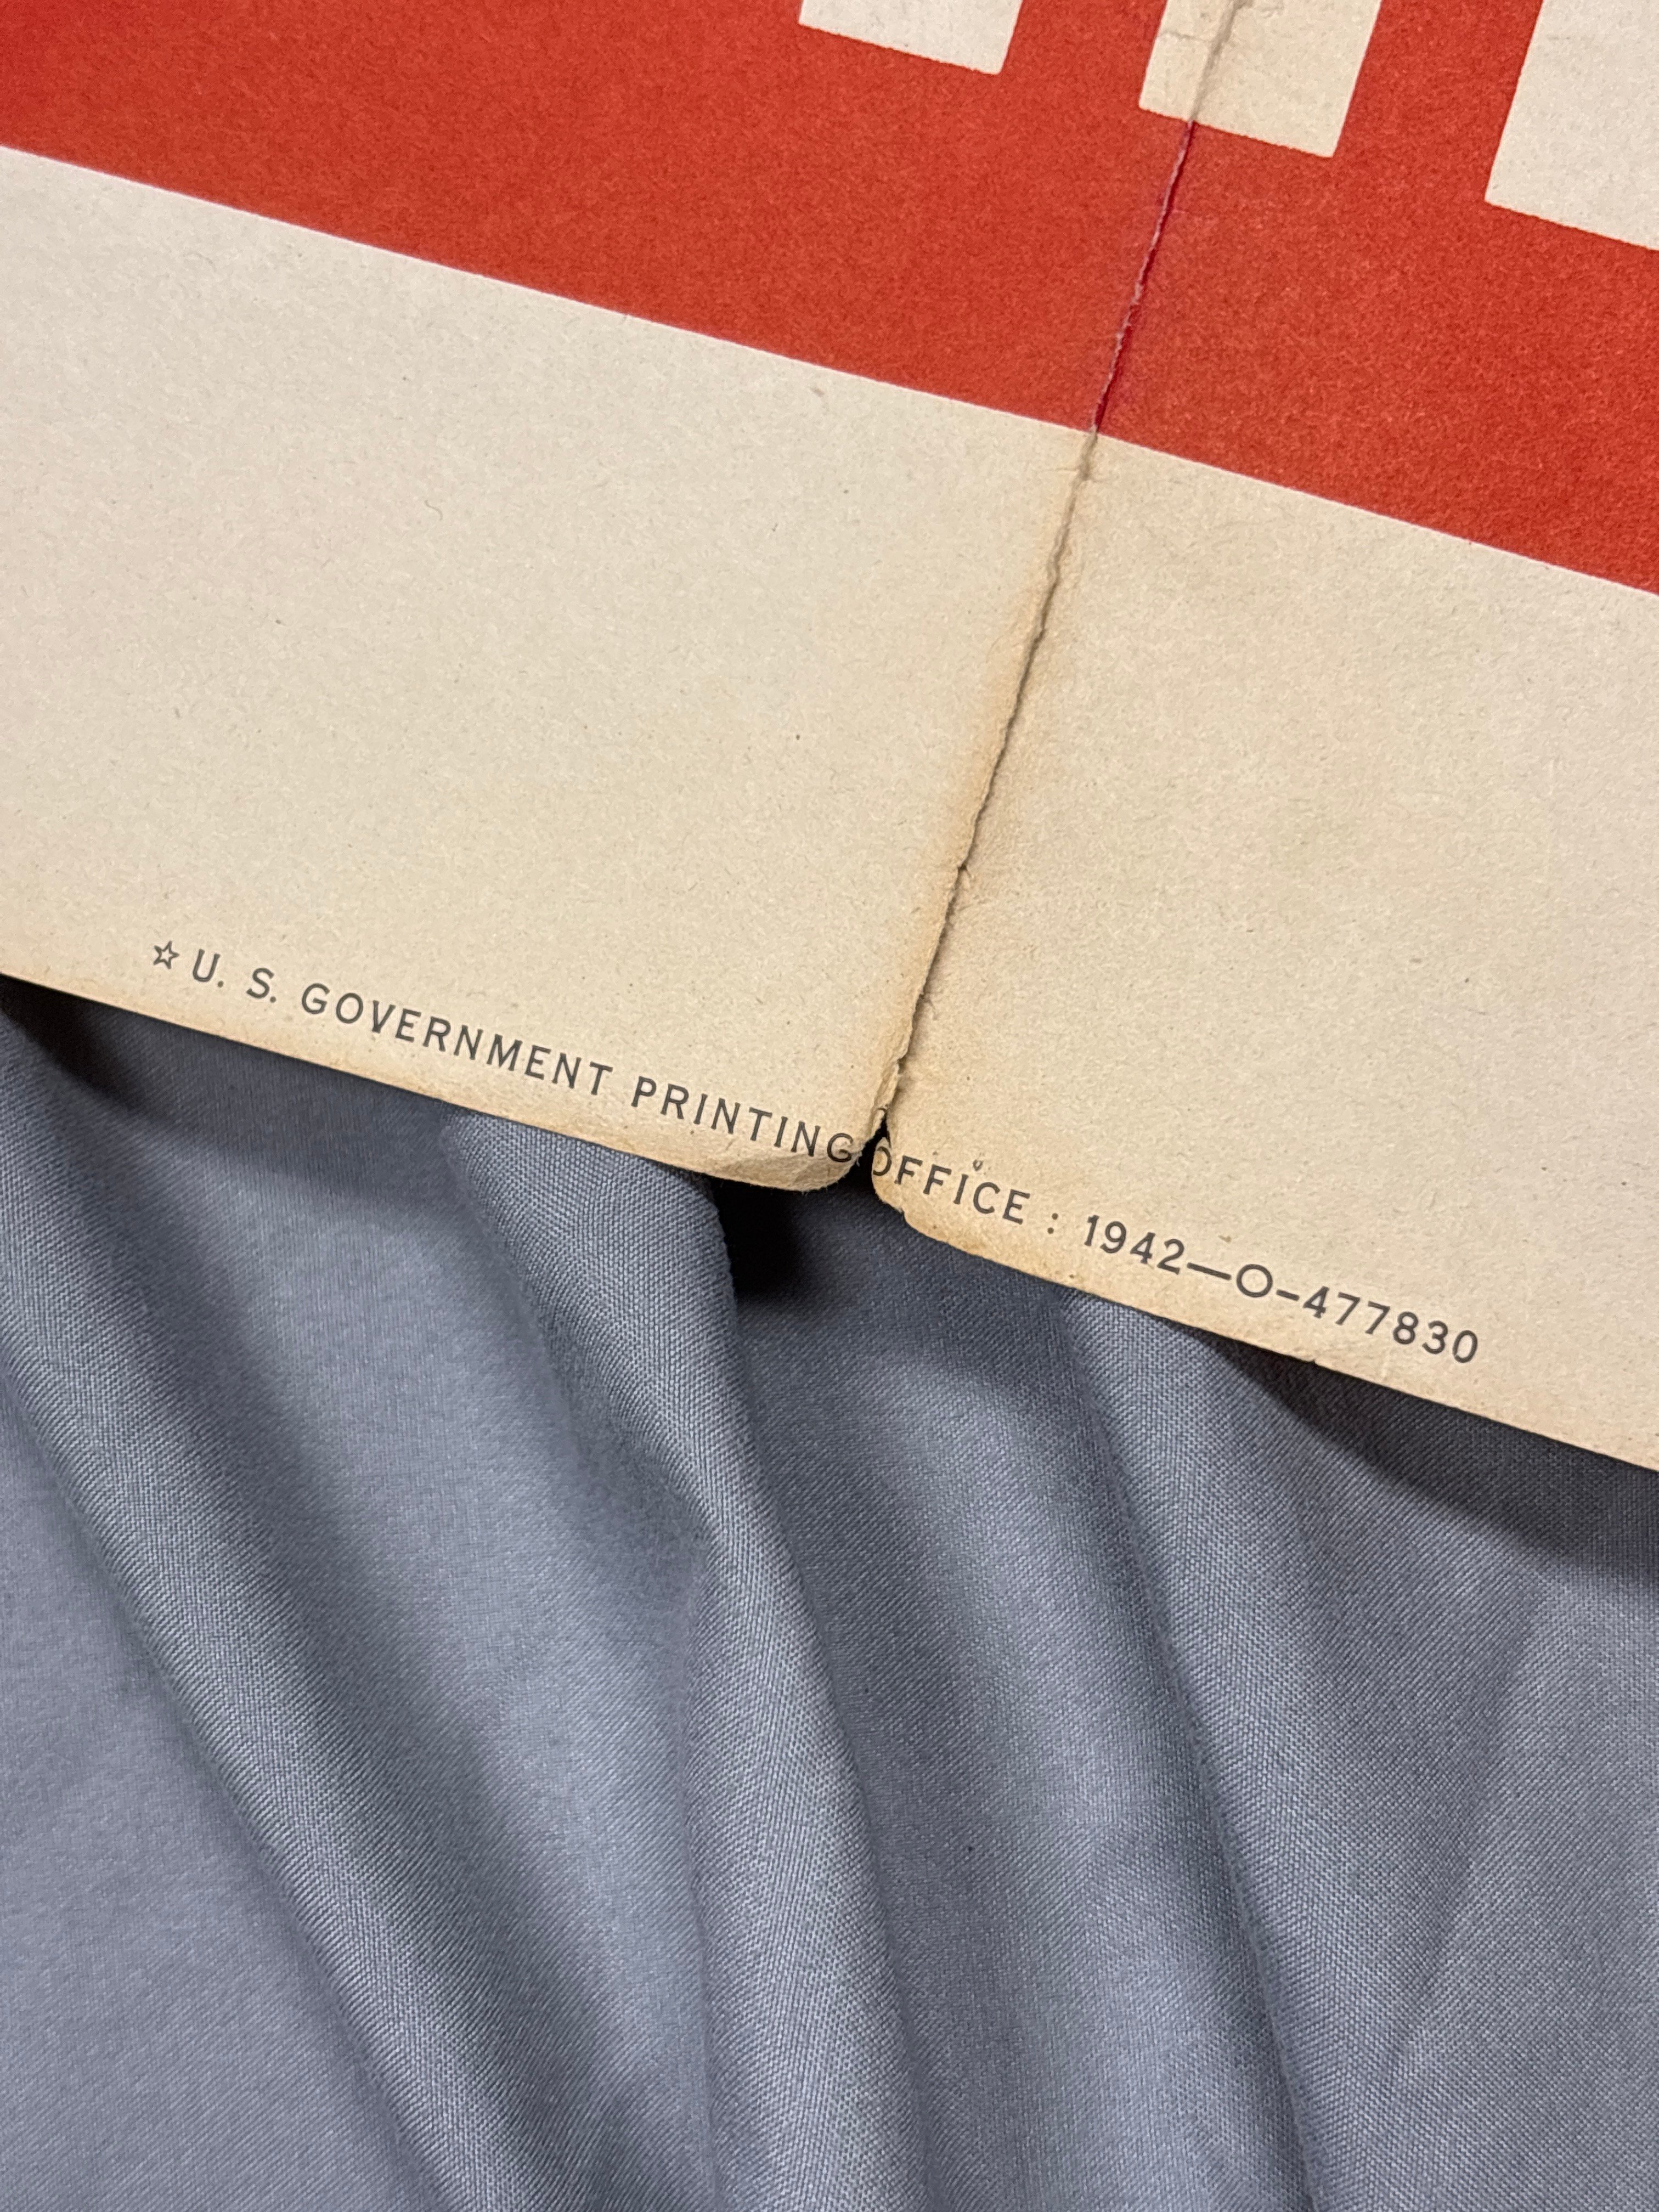 ☆ U. S. GOVERNMENT PRINTING OFFICE : 1942—O-477830